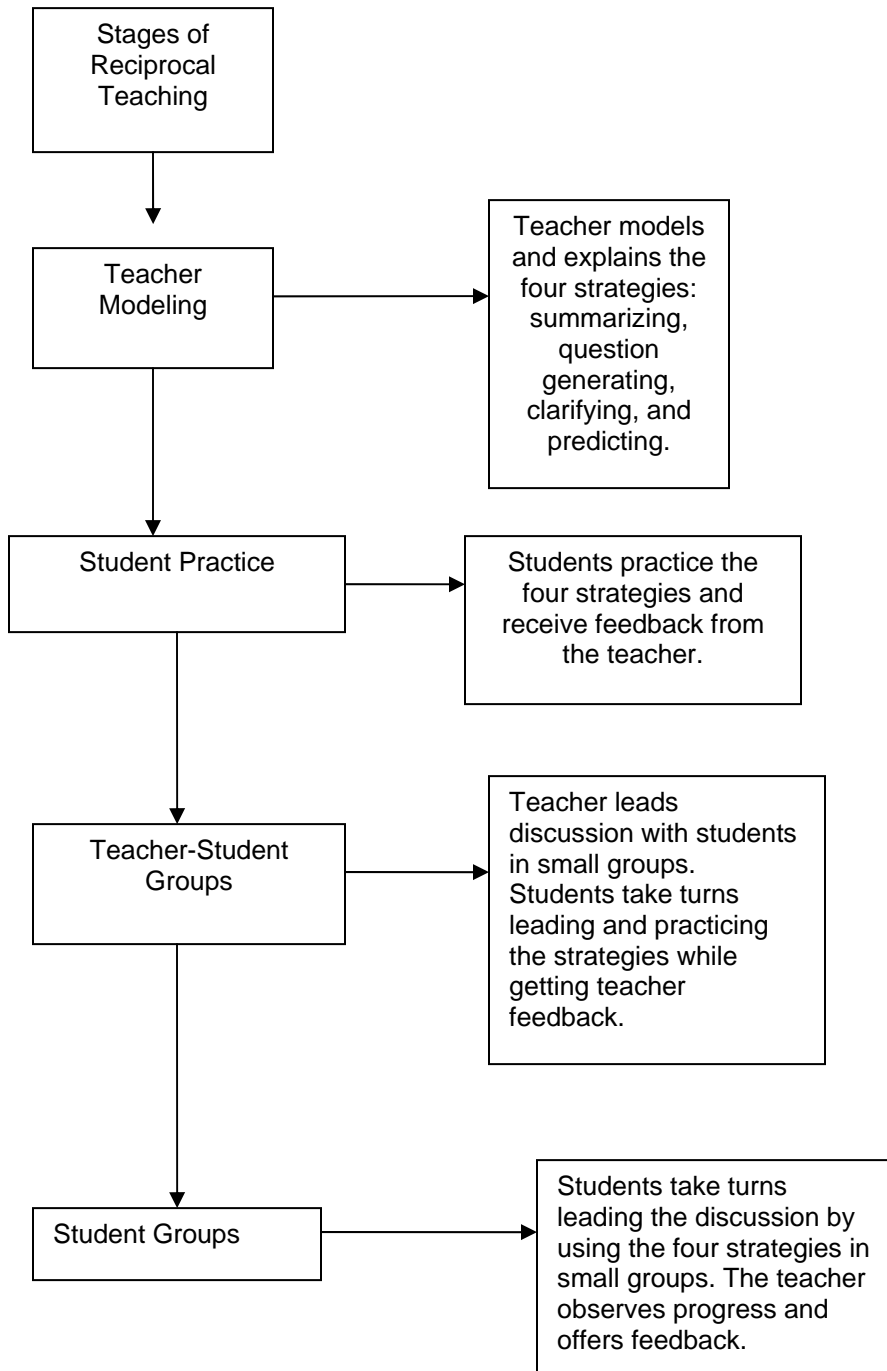 Stages of
Reciprocal
Teaching
Teacher
Modeling
Teacher models
and explains the
four strategies:
summarizing,
question
generating,
clarifying, and
predicting.
Student Practice
Students practice the
four strategies and
receive feedback from
the teacher.
Teacher-Student
Groups
Teacher leads
discussion with students
in small groups.
Students take turns
leading and practicing
the strategies while
getting teacher
feedback.
Student Groups
Students take turns
leading the discussion by
using the four strategies in
small groups. The teacher
observes progress and
offers feedback.